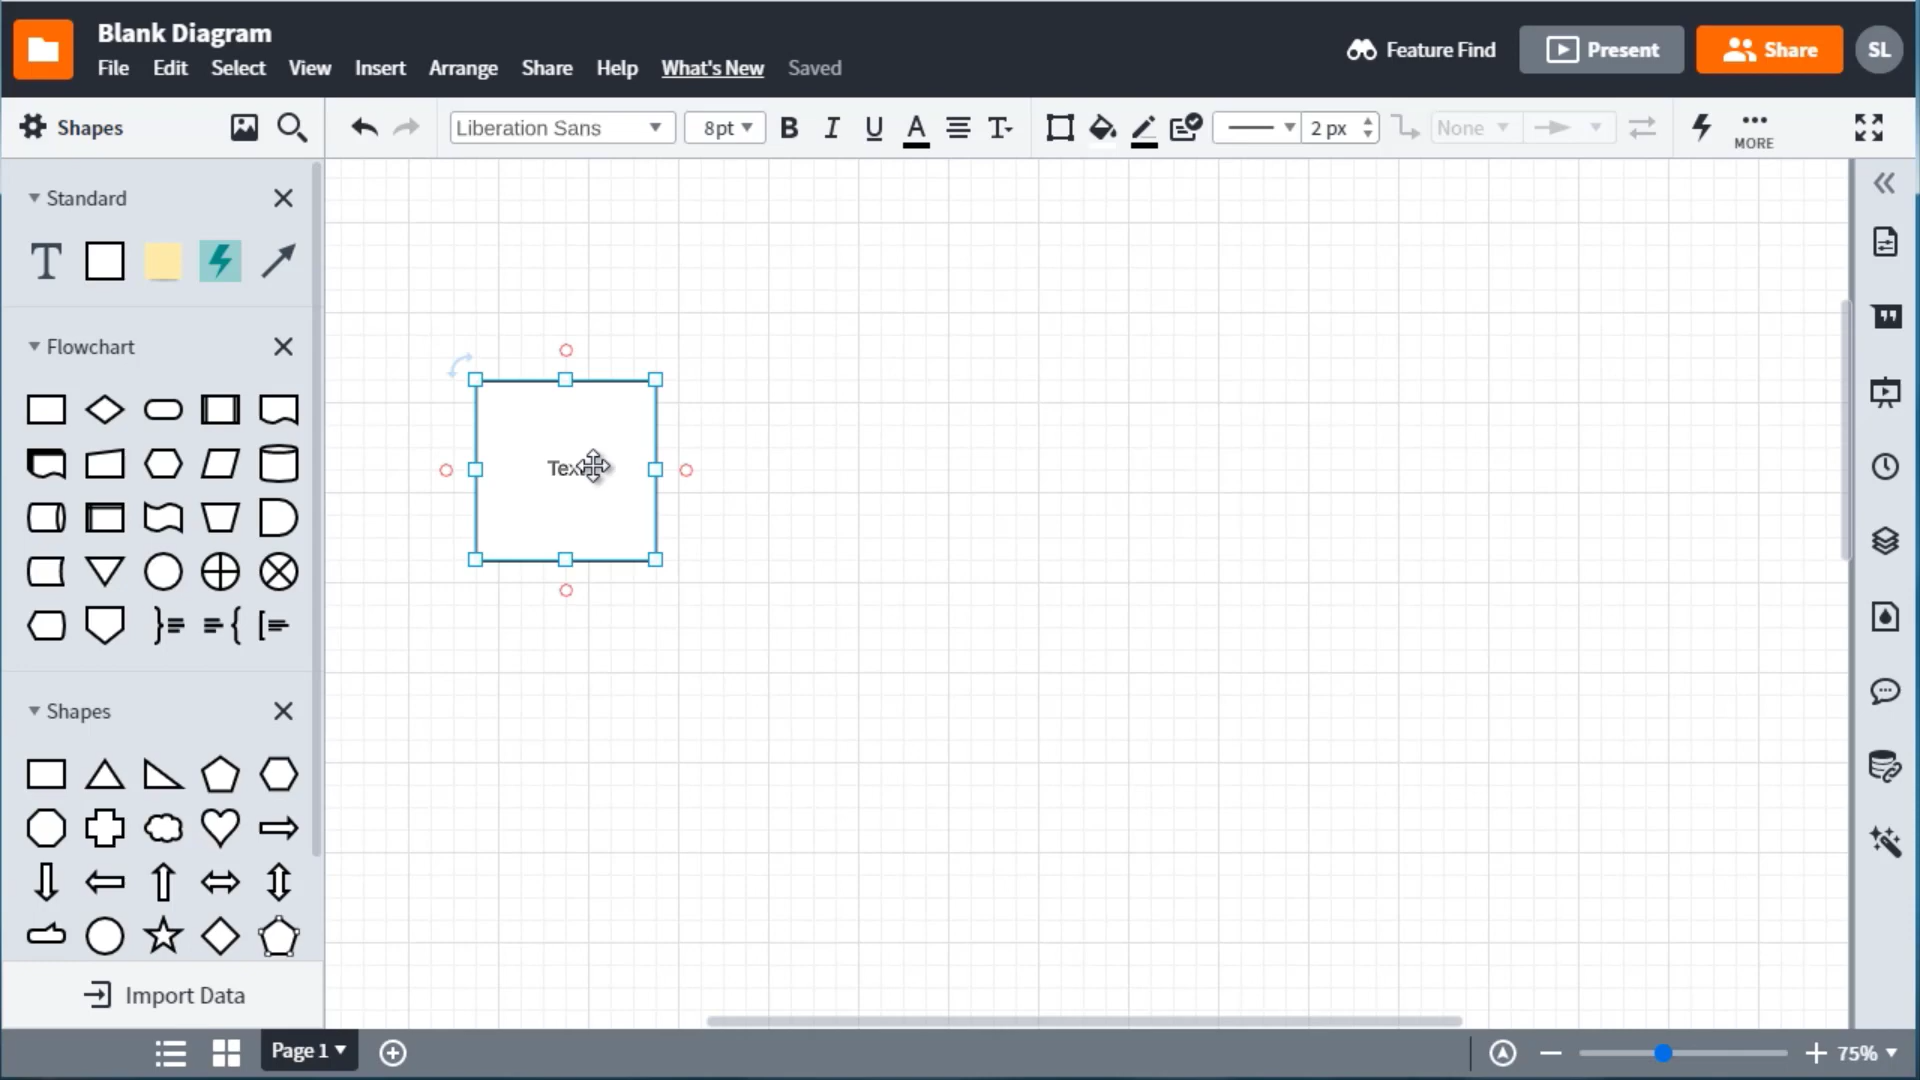 Blank Diagram
File Edit Select View Insert Arrange Share Help What's New Saved
Feature Find Present Share SL
Shapes Liberation Sans 8pt B I U A T 2 px None MORE
Standard
T
Flowchart
Shapes
Import Data
Page 1 75%